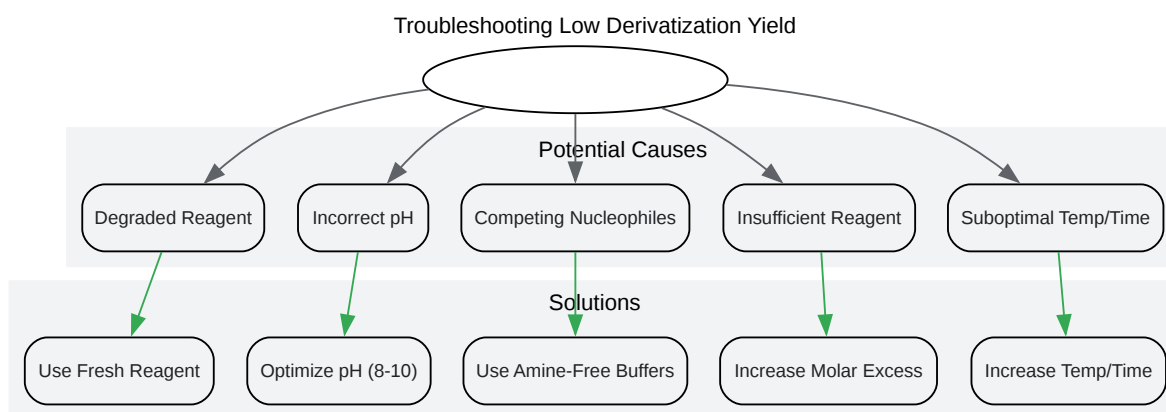 Troubleshooting Low Derivatization Yield
Potential Causes
Degraded Reagent
Incorrect pH
Competing Nucleophiles
Insufficient Reagent
Suboptimal Temp/Time
Solutions
Use Fresh Reagent
Optimize pH (8-10)
Use Amine-Free Buffers
Increase Molar Excess
Increase Temp/Time